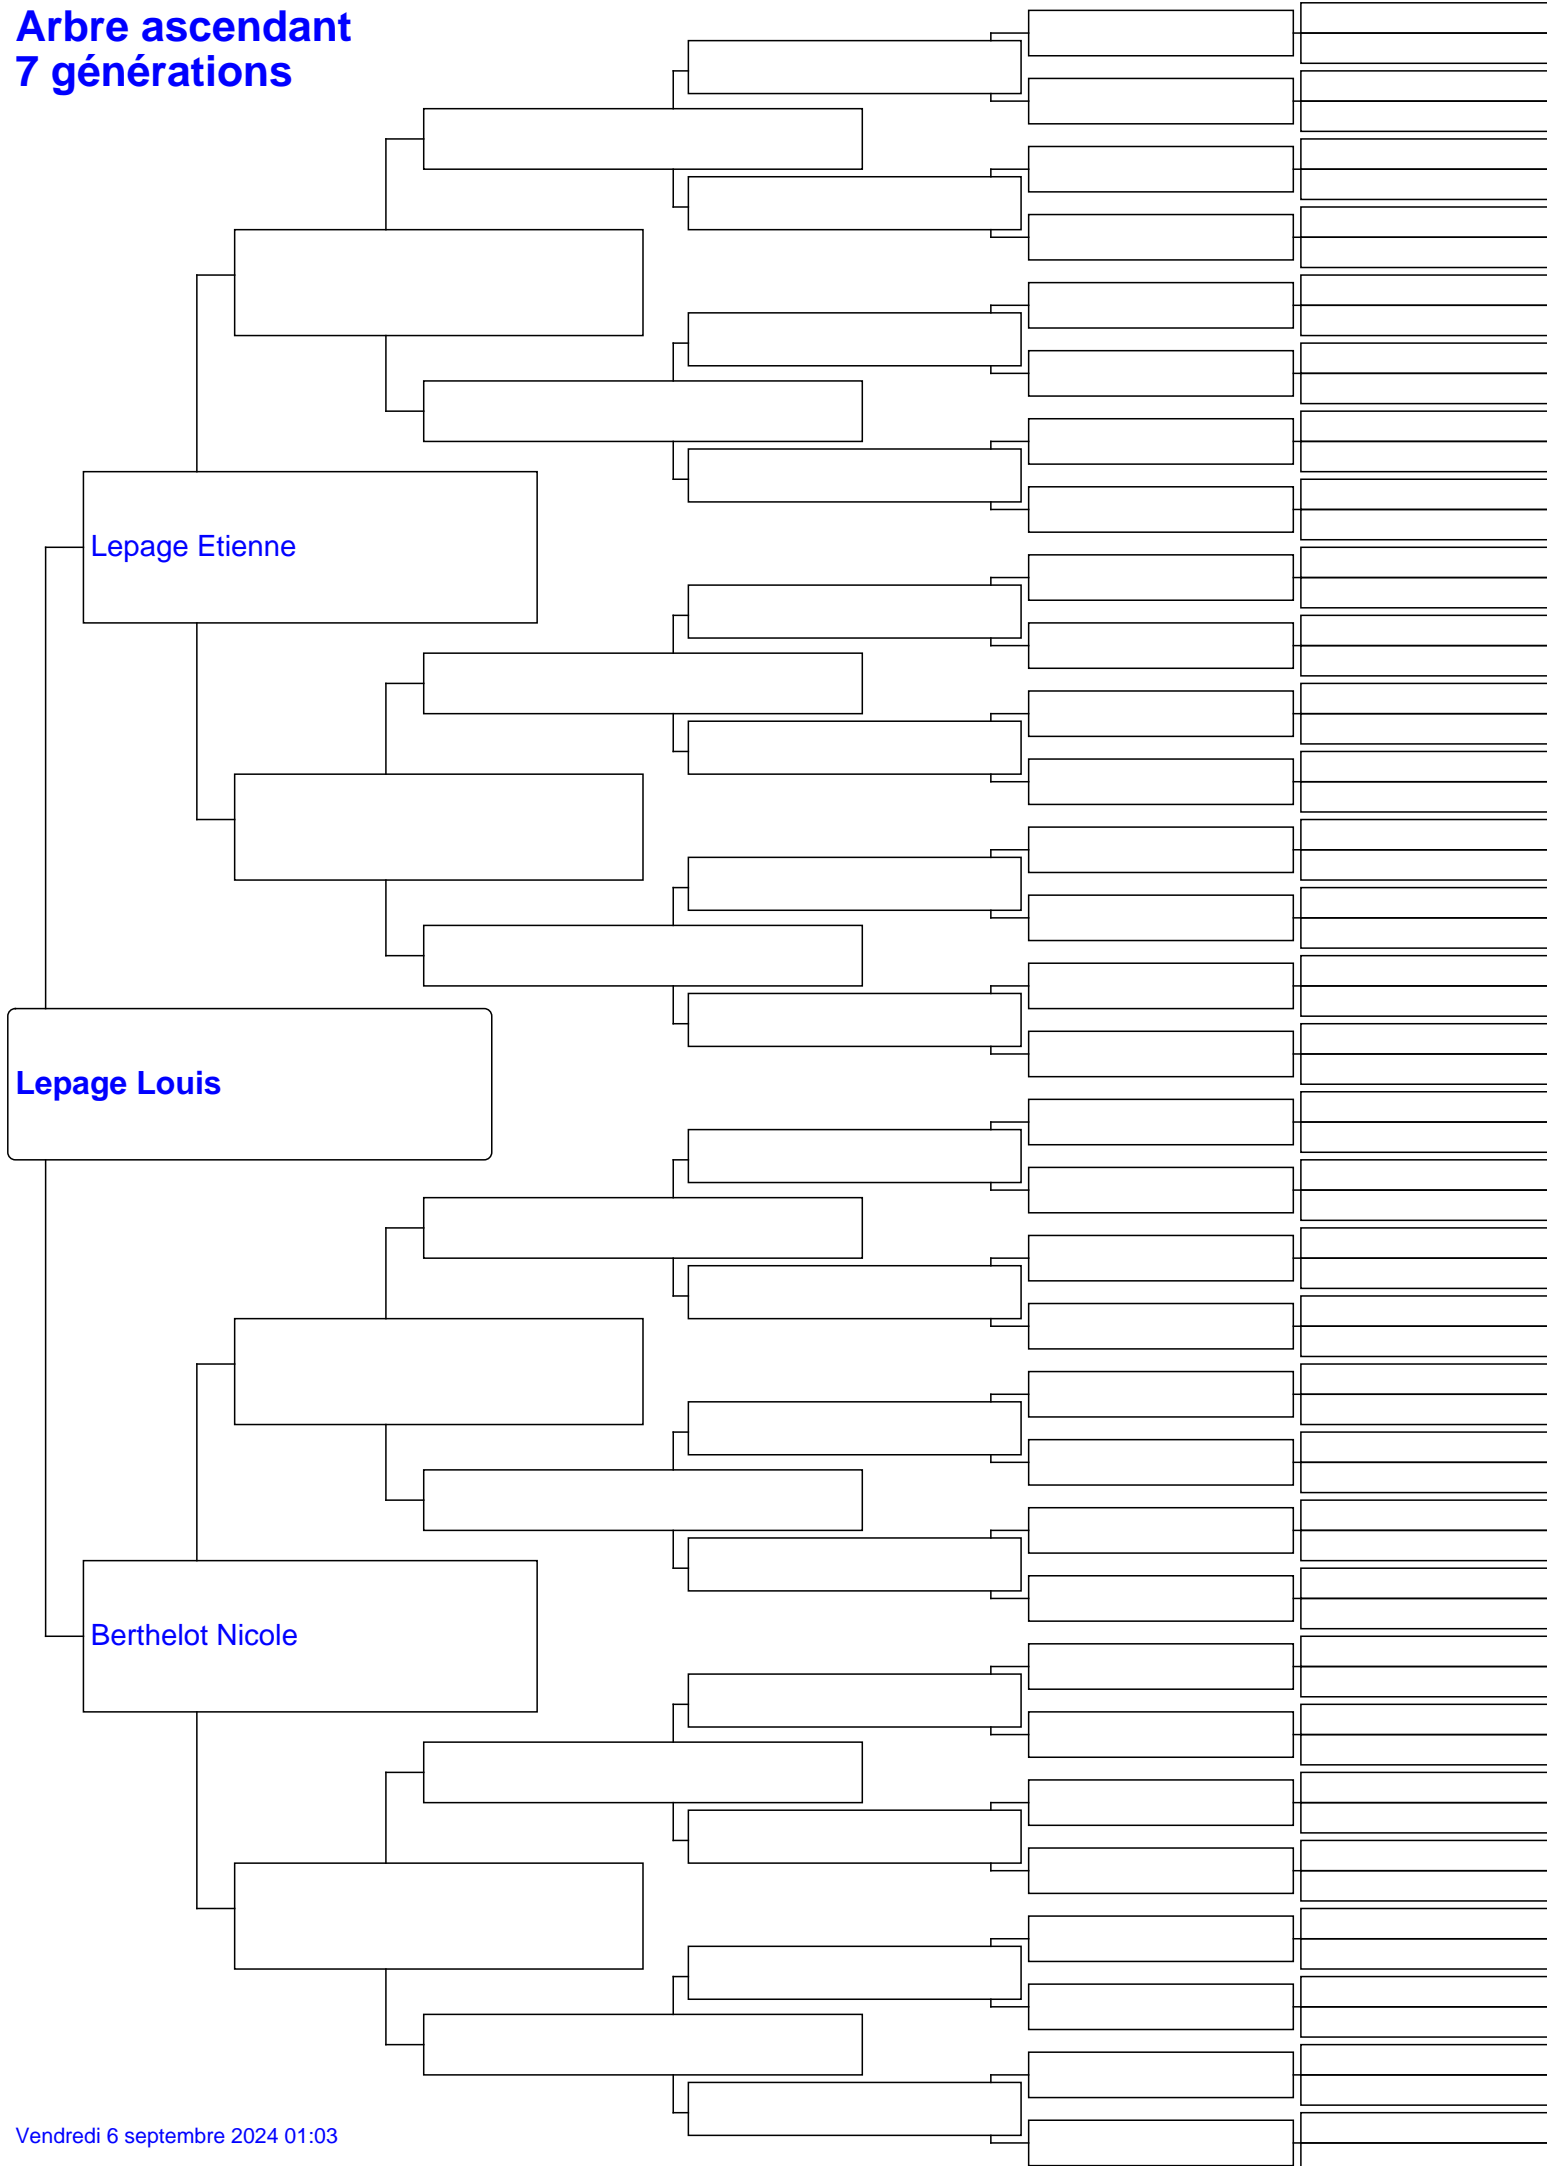 Arbre ascendant
7 générations
Lepage Etienne
Lepage Louis
Berthelot Nicole
Vendredi 6 septembre 2024 01:03